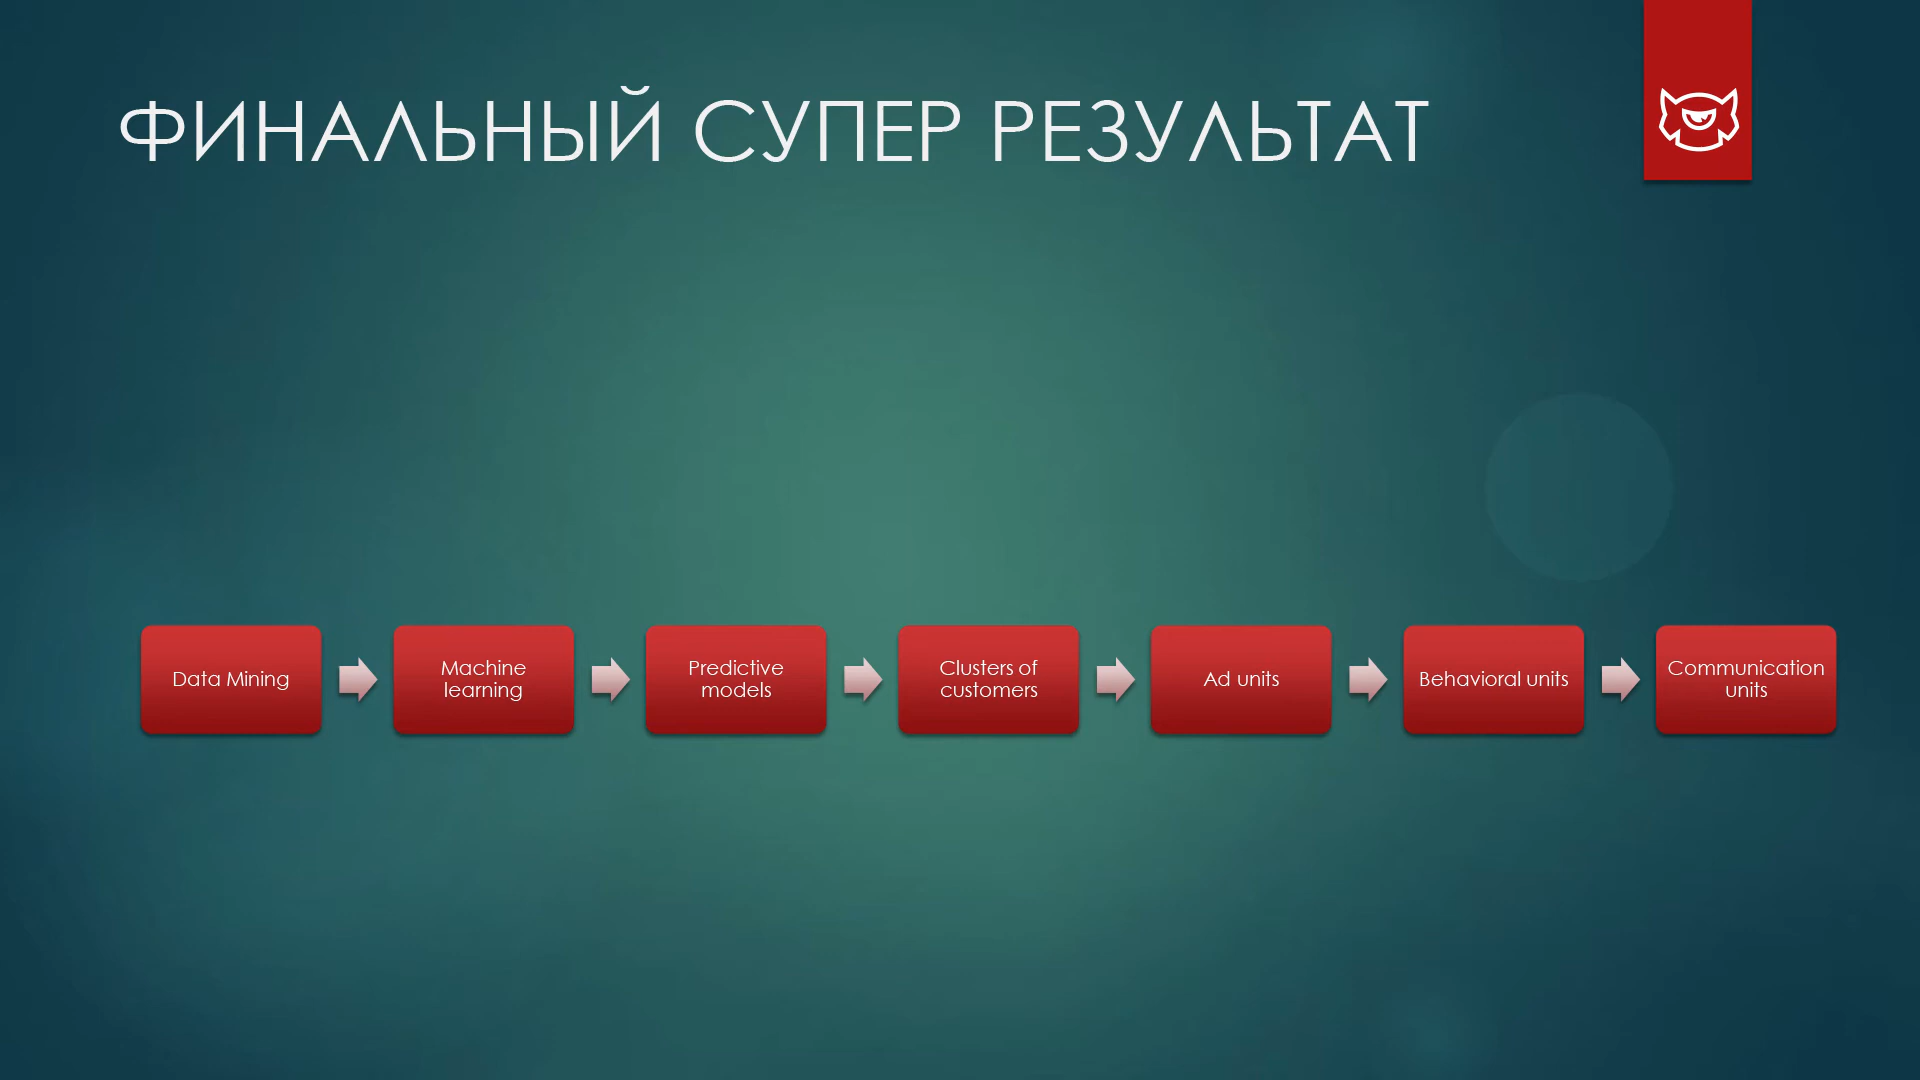 ФИНАЛЬНЫЙ СУПЕР РЕЗУЛЬТАТ
Data Mining
Machine
learning
Predictive
models
Clusters of
customers
Ad units
Behavioral units
Communication
units